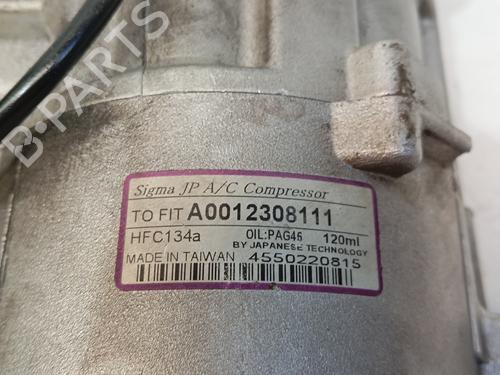 B-PARTS
Sigma JP A/C Compressor
TO FIT A0012308111
HFC134a OIL:PAG46 120ml
BY JAPANESE TECHNOLOGY
MADE IN TAIWAN 4550220815